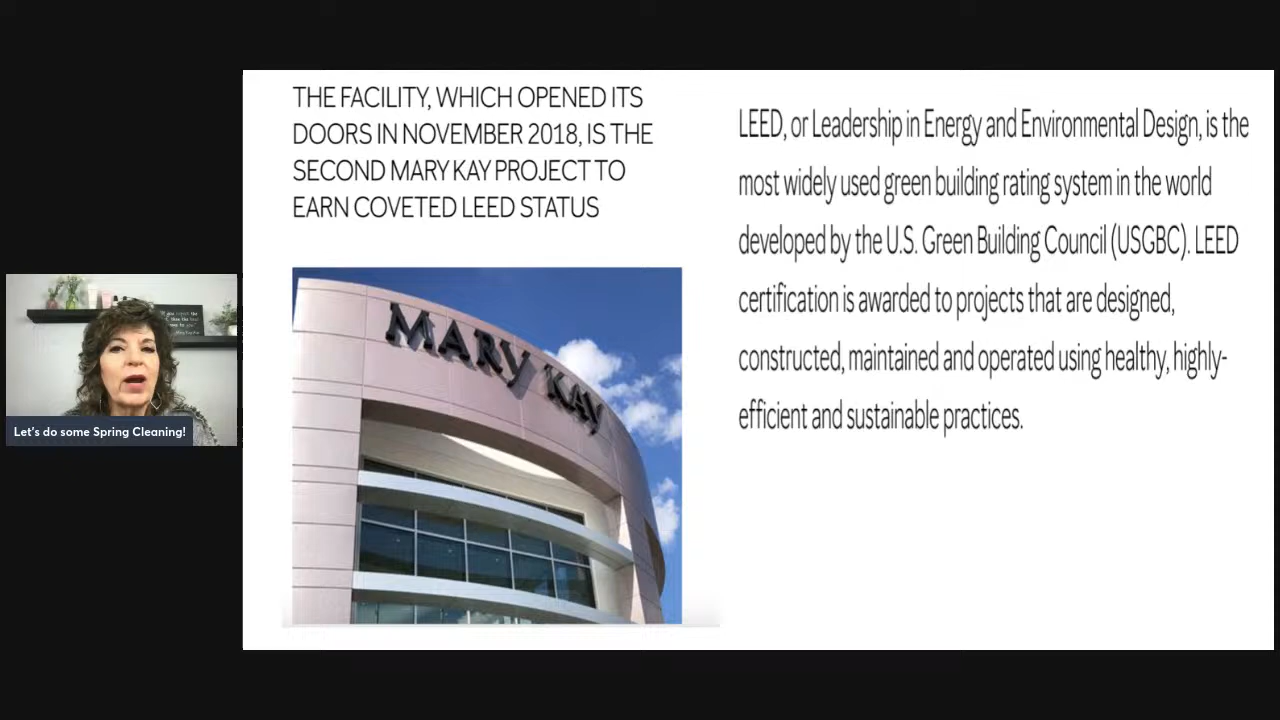 THE FACILITY, WHICH OPENED ITS
DOORS IN NOVEMBER 2018, IS THE
SECOND MARY KAY PROJECT TO
EARN COVETED LEED STATUS
MARY KAY
LEED, or Leadership in Energy and Environmental Design, is the
most widely used green building rating system in the world
developed by the U.S. Green Building Council (USGBC). LEED
certification is awarded to projects that are designed,
constructed, maintained and operated using healthy, highly-
efficient and sustainable practices.
Let's do some Spring Cleaning!